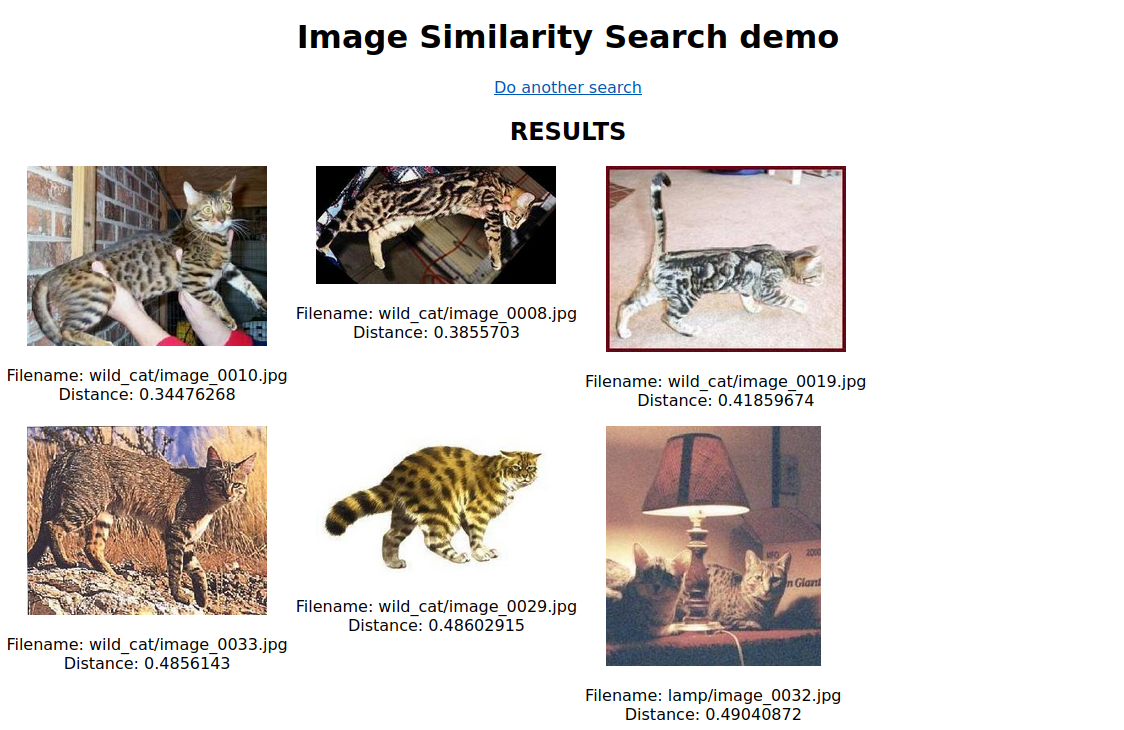 Image Similarity Search demo
Do another search
RESULTS
Filename: wild_cat/image_0010.jpg
Distance: 0.34476268
Filename: wild_cat/image_0008.jpg
Distance: 0.3855703
Filename: wild_cat/image_0019.jpg
Distance: 0.41859674
Filename: wild_cat/image_0033.jpg
Distance: 0.4856143
Filename: wild_cat/image_0029.jpg
Distance: 0.48602915
n Giant
Filename: lamp/image_0032.jpg
Distance: 0.49040872